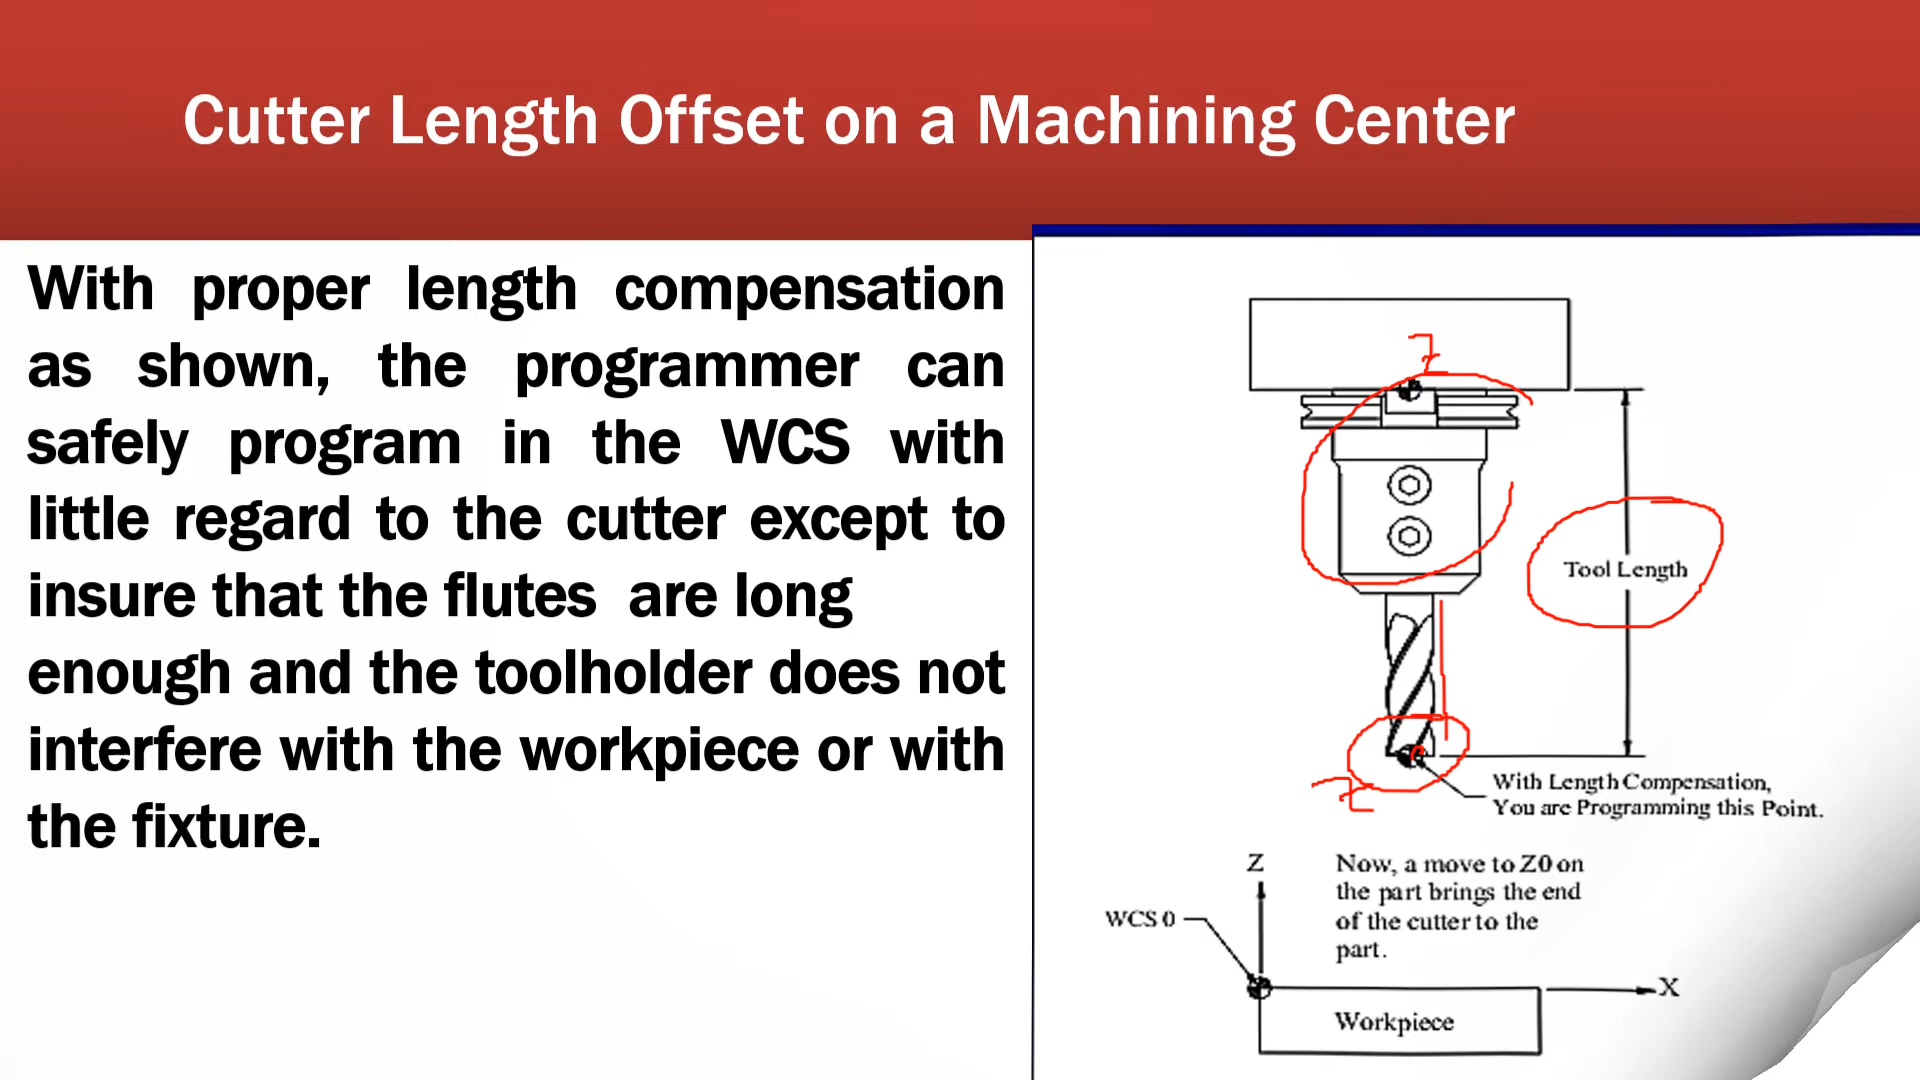 Cutter Length Offset on a Machining Center
With proper length compensation
as shown, the programmer can
safely program in the WCS with
little regard to the cutter except to
insure that the flutes are long
enough and the toolholder does not
interfere with the workpiece or with
the fixture.
Z
Tool Length
Z
With Length Compensation,
You are Programming this Point.
Z
Now, a move to Z0 on
the part brings the end
of the cutter to the
part.
WCS 0
X
Workpiece